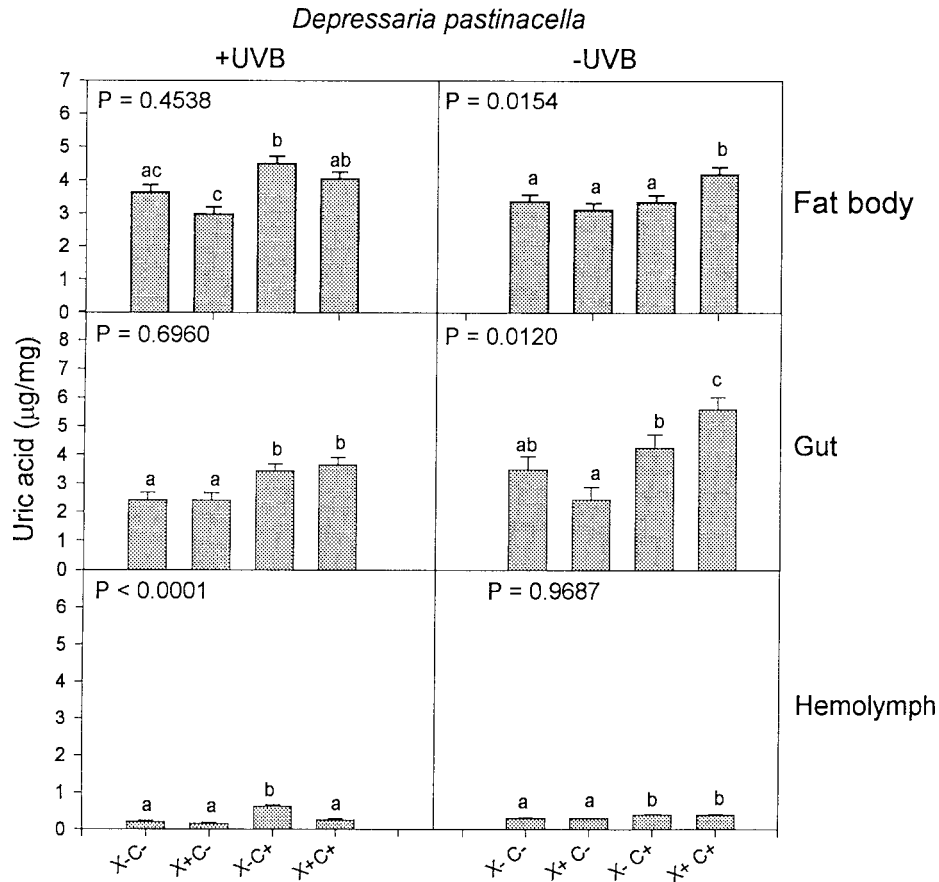 Depressaria pastinacella
+UVB
-UVB
7
6
5
4
3
2
1
0
P = 0.4538
ac
c
b
ab
P = 0.0154
a
a
a
b
Fat body
Uric acid (μg/mg)
8
7
6
5
4
3
2
1
0
P = 0.6960
a
a
b
b
P = 0.0120
ab
a
b
c
Gut
6
5
4
3
2
1
0
P < 0.0001
a
a
b
a
P = 0.9687
a
a
b
b
Hemolymph
X-C-
X+C-
X-C+
X+C+
X- C-
X+ C-
X- C+
X+ C+